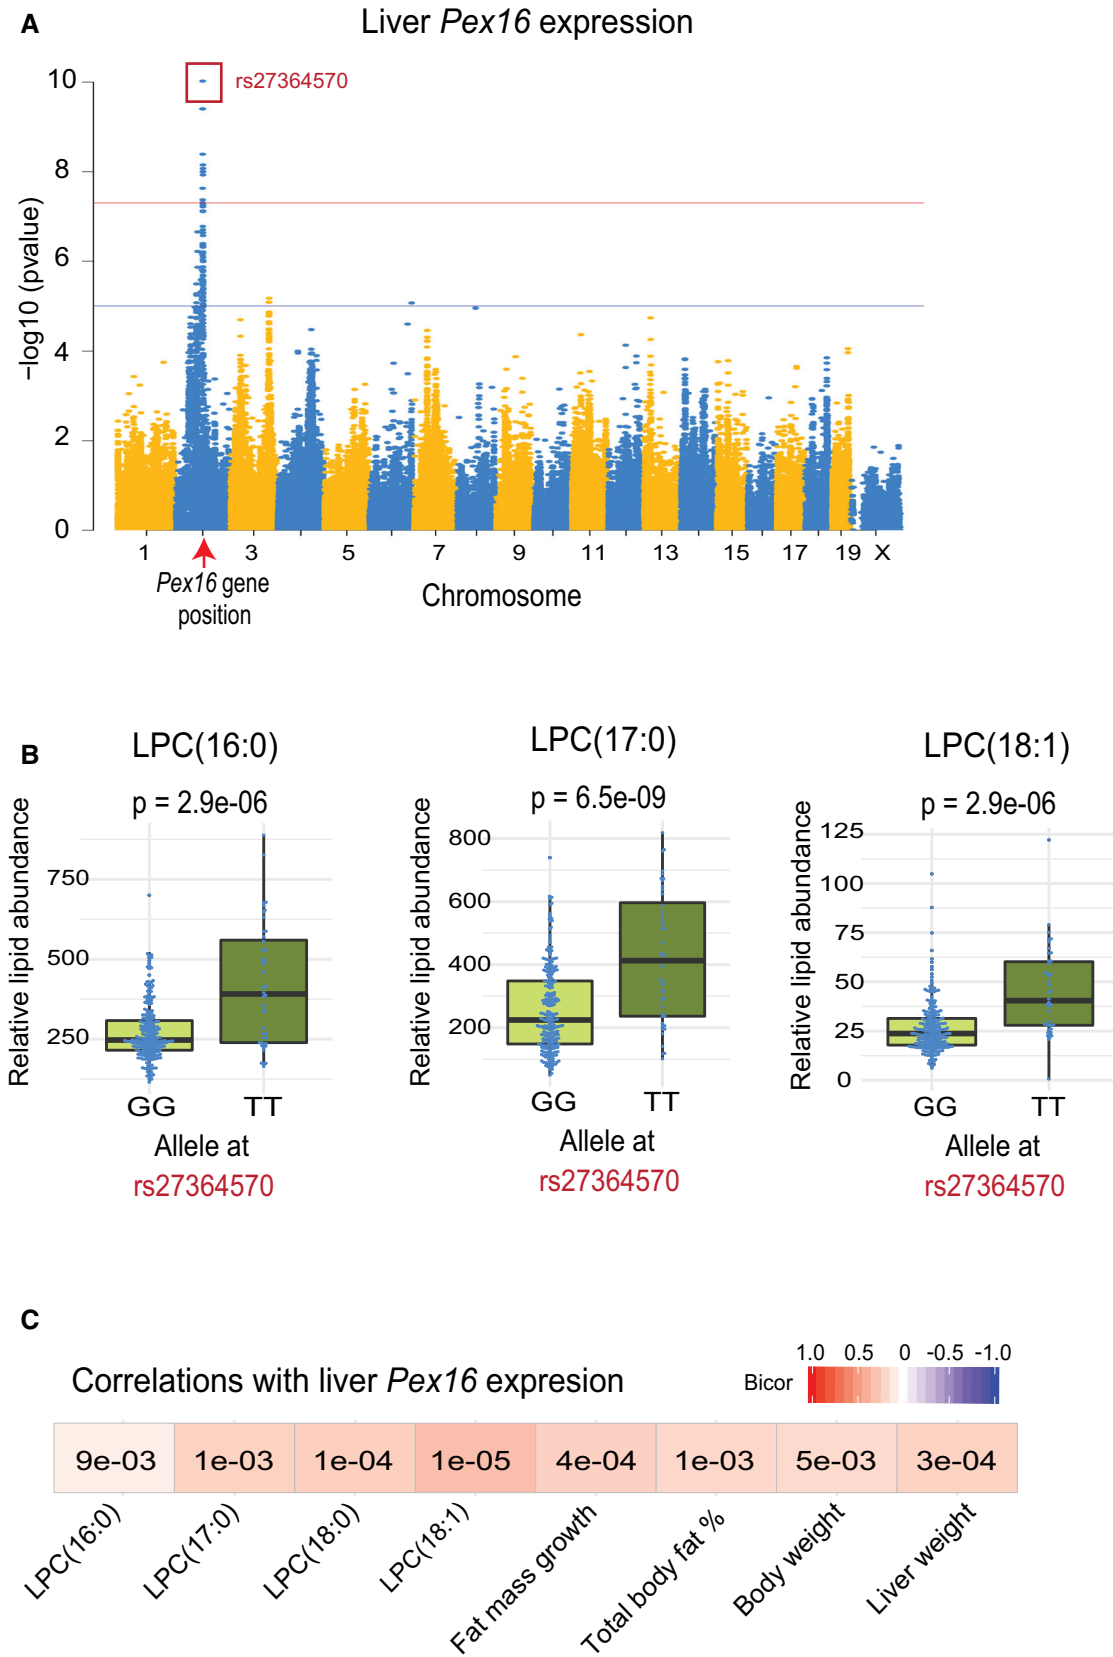 A
Liver Pex16 expression
rs27364570
10
8
6
4
2
0
−log10 (pvalue)
1 3 5 7 9 11 13 15 17 19 X
Pex16 gene
position
Chromosome
B
LPC(16:0)
p = 2.9e-06
Relative lipid abundance
750
500
250
GG TT
Allele at
rs27364570
LPC(17:0)
p = 6.5e-09
Relative lipid abundance
800
600
400
200
GG TT
Allele at
rs27364570
LPC(18:1)
p = 2.9e-06
Relative lipid abundance
125
100
75
50
25
0
GG TT
Allele at
rs27364570
C
Correlations with liver Pex16 expresion
Bicor
1.0 0.5 0 -0.5 -1.0
9e-03 1e-03 1e-04 1e-05 4e-04 1e-03 5e-03 3e-04
LPC(16:0)
LPC(17:0)
LPC(18:0)
LPC(18:1)
Fat mass growth
Total body fat %
Body weight
Liver weight